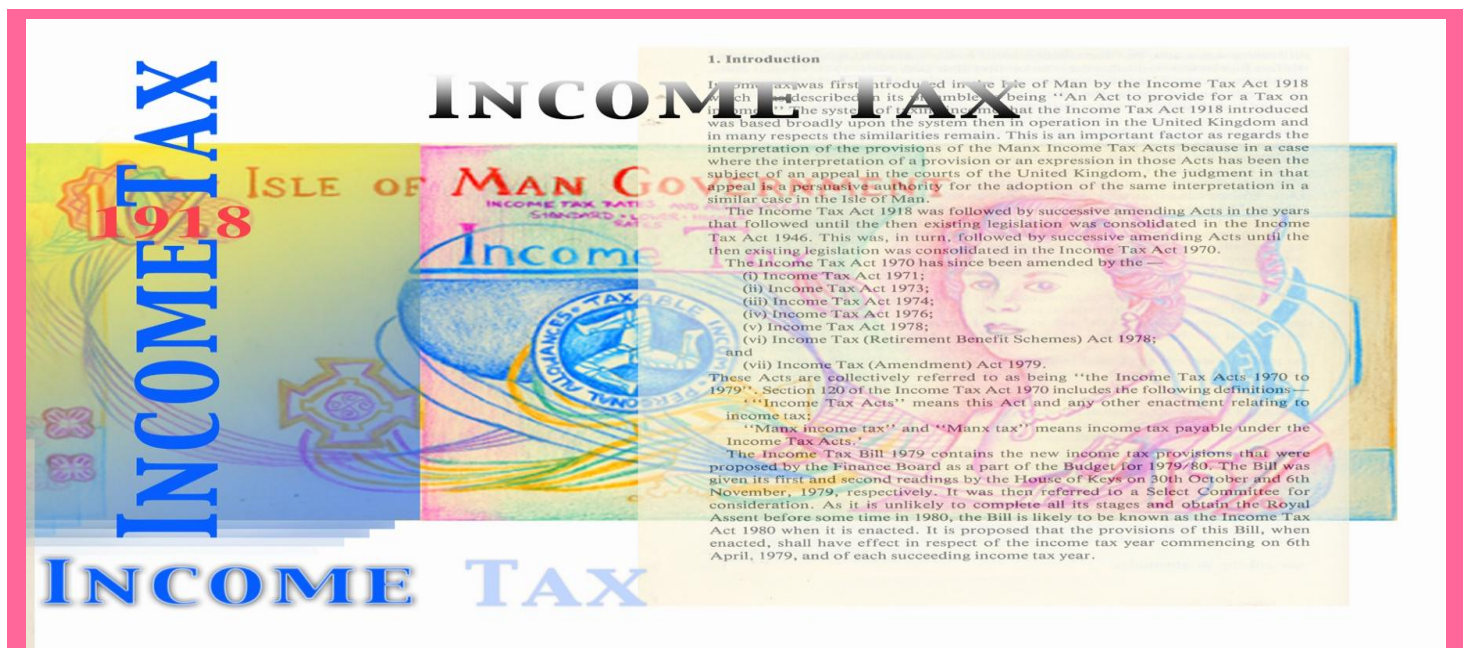 INCOME TAX
1918
INCOME TAX
ISLE OF MAN GOVERNMENT
INCOME TAX RATES AND
STANDARD • LOWER •
RATES
Income Tax
TAXABLE INCOME
PERSONAL ALLOWANCES
INCOME TAX
1. Introduction
Income tax was first introduced in the Isle of Man by the Income Tax Act 1918
which was described in its preamble as being “An Act to provide for a Tax on
incomes”. The system of taxing income that the Income Tax Act 1918 introduced
was based broadly upon the system then in operation in the United Kingdom and
in many respects the similarities remain. This is an important factor as regards the
interpretation of the provisions of the Manx Income Tax Acts because in a case
where the interpretation of a provision or an expression in those Acts has been the
subject of an appeal in the courts of the United Kingdom, the judgment in that
appeal is a persuasive authority for the adoption of the same interpretation in a
similar case in the Isle of Man.
The Income Tax Act 1918 was followed by successive amending Acts in the years
that followed until the then existing legislation was consolidated in the Income
Tax Act 1946. This was, in turn, followed by successive amending Acts until the
then existing legislation was consolidated in the Income Tax Act 1970.
The Income Tax Act 1970 has since been amended by the —
(i) Income Tax Act 1971;
(ii) Income Tax Act 1973;
(iii) Income Tax Act 1974;
(iv) Income Tax Act 1976;
(v) Income Tax Act 1978;
(vi) Income Tax (Retirement Benefit Schemes) Act 1978;
and
(vii) Income Tax (Amendment) Act 1979.
These Acts are collectively referred to as being ‘‘the Income Tax Acts 1970 to
1979’’. Section 120 of the Income Tax Act 1970 includes the following definitions—
‘‘‘Income Tax Acts’’ means this Act and any other enactment relating to
income tax;
‘‘Manx income tax’’ and ‘‘Manx tax’’ means income tax payable under the
Income Tax Acts.’
The Income Tax Bill 1979 contains the new income tax provisions that were
proposed by the Finance Board as a part of the Budget for 1979/80. The Bill was
given its first and second readings by the House of Keys on 30th October and 6th
November, 1979, respectively. It was then referred to a Select Committee for
consideration. As it is unlikely to complete all its stages and obtain the Royal
Assent before some time in 1980, the Bill is likely to be known as the Income Tax
Act 1980 when it is enacted. It is proposed that the provisions of this Bill, when
enacted, shall have effect in respect of the income tax year commencing on 6th
April, 1979, and of each succeeding income tax year.